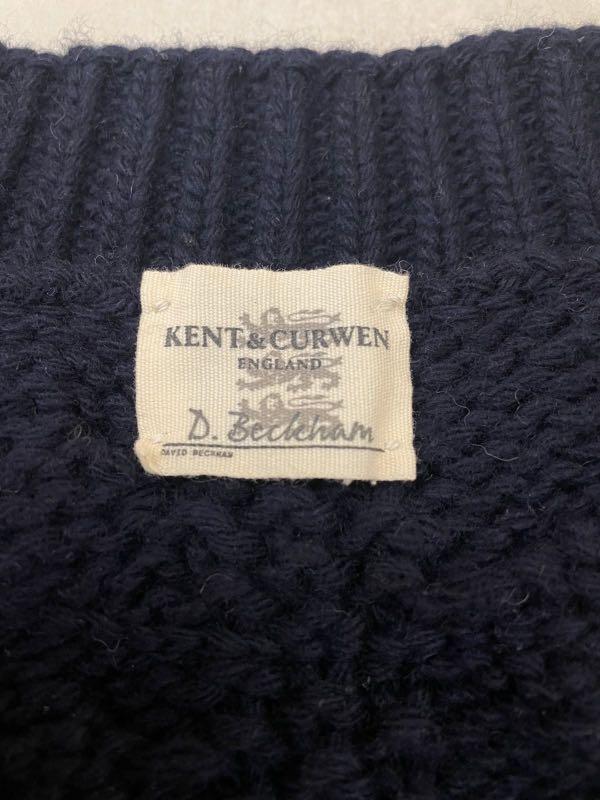 KENT & CURWEN
ENGLAND
D. Beckham
DAVID BECKHAM